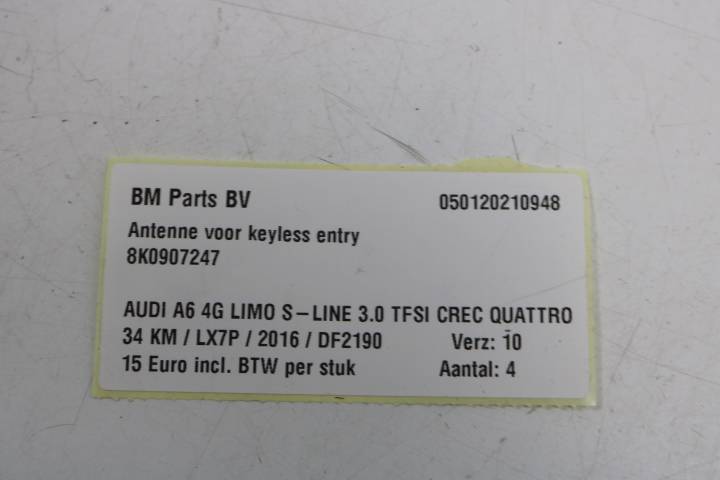 BM Parts BV 050120210948
Antenne voor keyless entry
8K0907247
AUDI A6 4G LIMO S-LINE 3.0 TFSI CREC QUATTRO
34 KM / LX7P / 2016 / DF2190 Verz: 10
15 Euro incl. BTW per stuk Aantal: 4